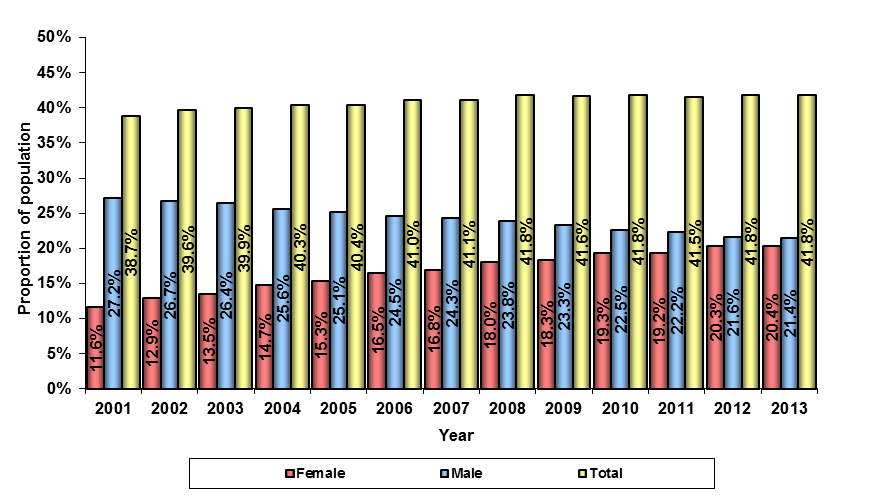 Proportion of population
50%
45%
40%
35%
30%
25%
20%
15%
10%
5%
0%
11.6% 27.2% 38.7%
12.9% 26.7% 39.6%
13.5% 26.4% 39.9%
14.7% 25.6% 40.3%
15.3% 25.1% 40.4%
16.5% 24.5% 41.0%
16.8% 24.3% 41.1%
18.0% 23.8% 41.8%
18.3% 23.3% 41.6%
19.3% 22.5% 41.8%
19.2% 22.2% 41.5%
20.3% 21.6% 41.8%
20.4% 21.4% 41.8%
2001 2002 2003 2004 2005 2006 2007 2008 2009 2010 2011 2012 2013
Year
Female Male Total